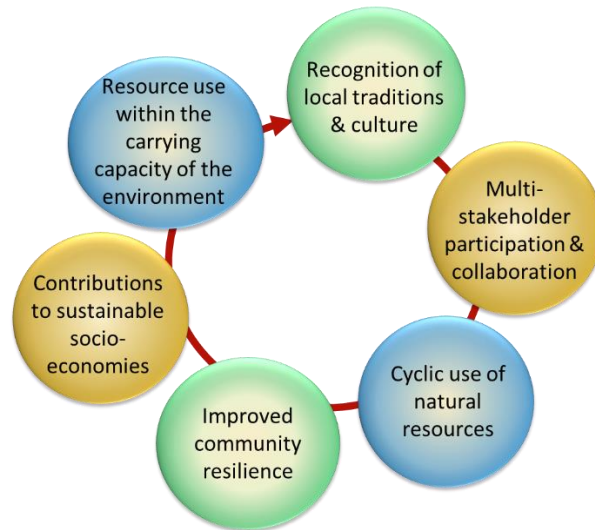 Resource use
within the
carrying
capacity of the
environment
Recognition of
local traditions
& culture
Multi-
stakeholder
participation &
collaboration
Cyclic use of
natural
resources
Improved
community
resilience
Contributions
to sustainable
socio-
economies